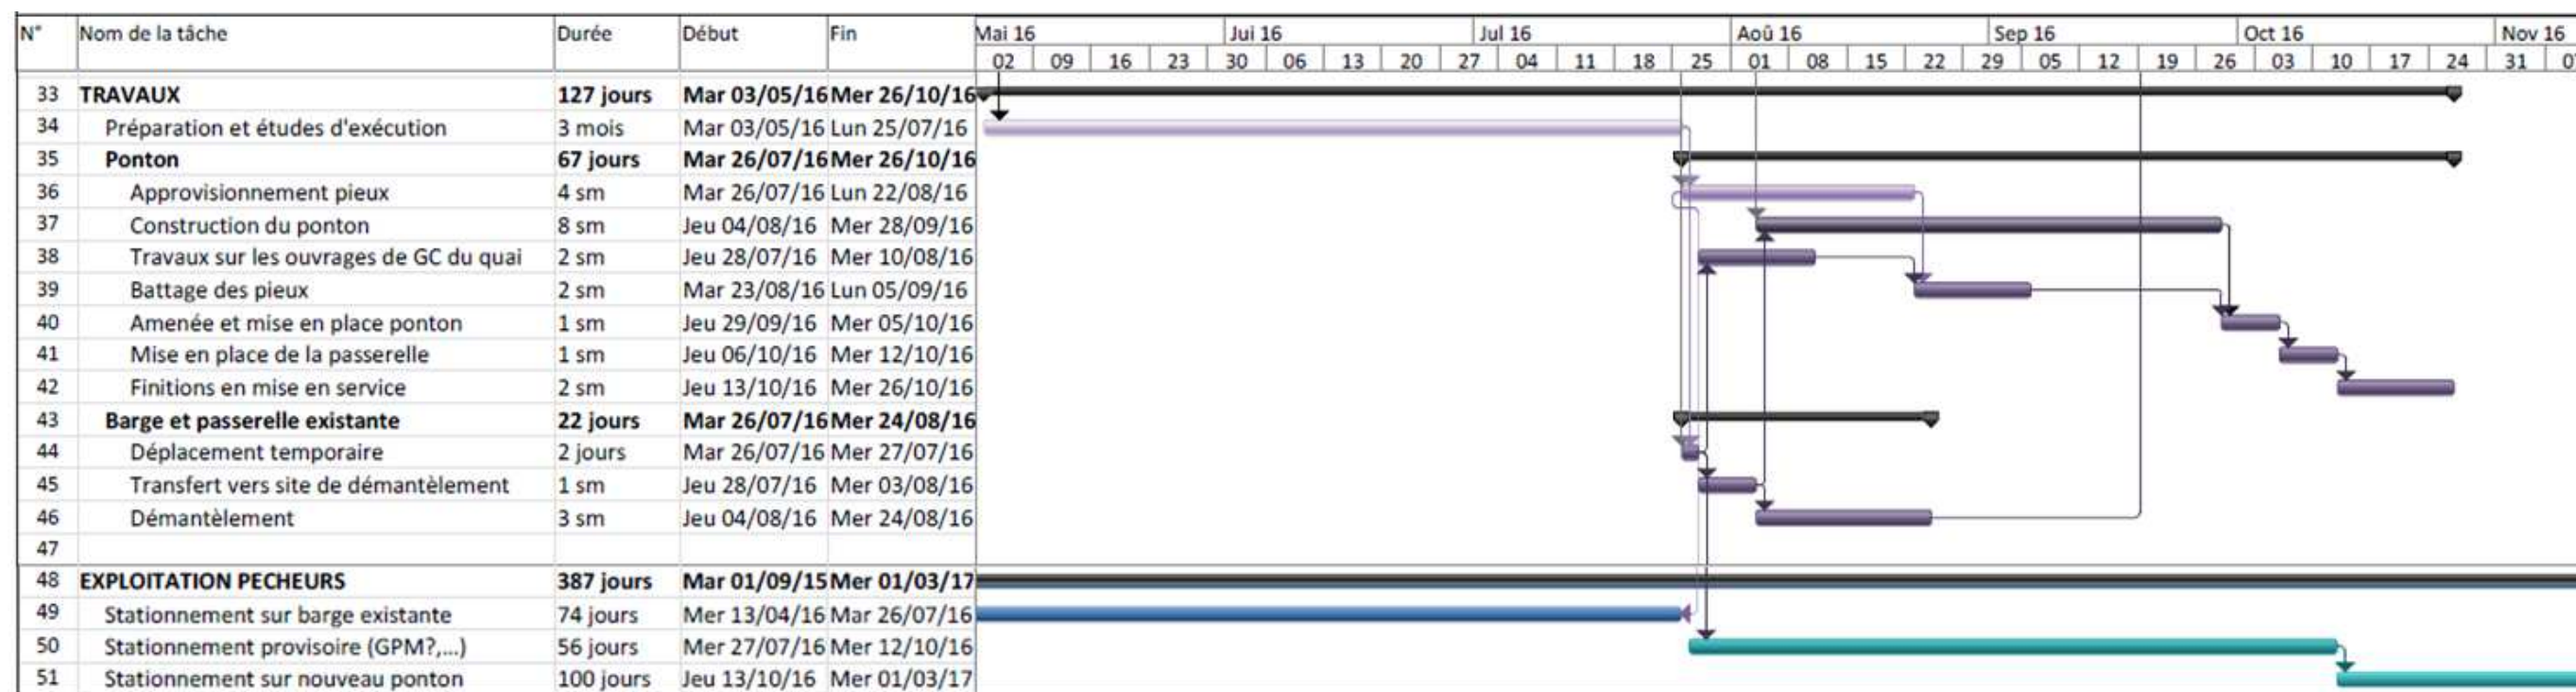 N° Nom de la tâche Durée Début Fin Mai 16 Jui 16 Jul 16 Aoû 16 Sep 16 Oct 16 Nov 16
02 09 16 23 30 06 13 20 27 04 11 18 25 01 08 15 22 29 05 12 19 26 03 10 17 24 31
33 TRAVAUX 127 jours Mar 03/05/16 Mer 26/10/16
34 Préparation et études d'exécution 3 mois Mar 03/05/16 Lun 25/07/16
35 Ponton 67 jours Mar 26/07/16 Mer 26/10/16
36 Approvisionnement pieux 4 sm Mar 26/07/16 Lun 22/08/16
37 Construction du ponton 8 sm Jeu 04/08/16 Mer 28/09/16
38 Travaux sur les ouvrages de GC du quai 2 sm Jeu 28/07/16 Mer 10/08/16
39 Battage des pieux 2 sm Mar 23/08/16 Lun 05/09/16
40 Amenée et mise en place ponton 1 sm Jeu 29/09/16 Mer 05/10/16
41 Mise en place de la passerelle 1 sm Jeu 06/10/16 Mer 12/10/16
42 Finitions en mise en service 2 sm Jeu 13/10/16 Mer 26/10/16
43 Barge et passerelle existante 22 jours Mar 26/07/16 Mer 24/08/16
44 Déplacement temporaire 2 jours Mar 26/07/16 Mer 27/07/16
45 Transfert vers site de démantèlement 1 sm Jeu 28/07/16 Mer 03/08/16
46 Démantèlement 3 sm Jeu 04/08/16 Mer 24/08/16
47
48 EXPLOITATION PECHEURS 387 jours Mar 01/09/15 Mer 01/03/17
49 Stationnement sur barge existante 74 jours Mer 13/04/16 Mar 26/07/16
50 Stationnement provisoire (GPM?,...) 56 jours Mer 27/07/16 Mer 12/10/16
51 Stationnement sur nouveau ponton 100 jours Jeu 13/10/16 Mer 01/03/17